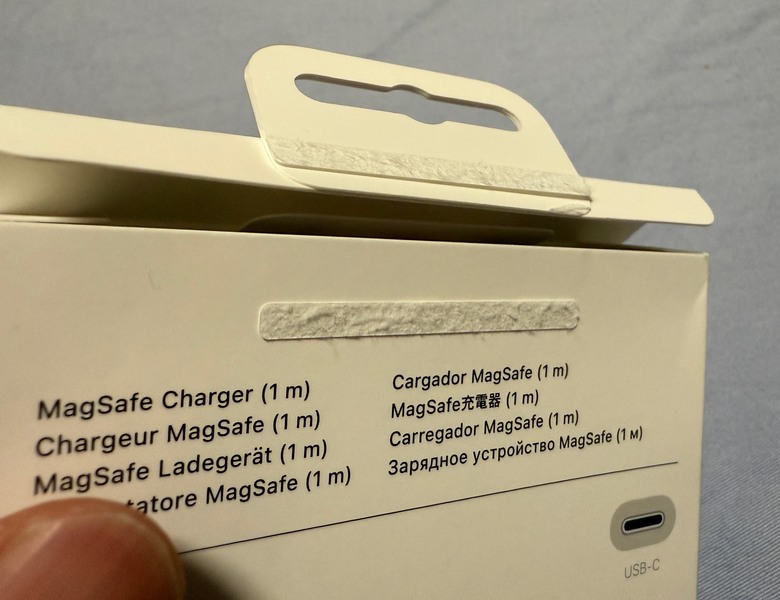 MagSafe Charger (1 m)
Chargeur MagSafe (1 m)
MagSafe Ladegerät (1 m)
tatore MagSafe (1 m)
Cargador MagSafe (1 m)
MagSafe充電器 (1 m)
Carregador MagSafe (1 m)
Зарядное устройство MagSafe (1 м)
USB-C